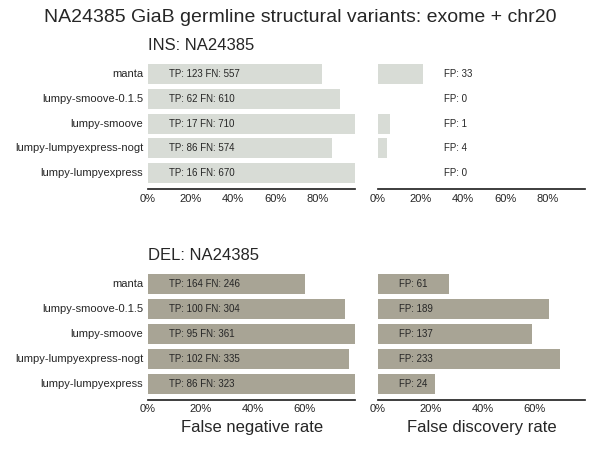 NA24385 GiaB germline structural variants: exome + chr20
INS: NA24385
manta TP: 123 FN: 557 FP: 33
lumpy-smoove-0.1.5 TP: 62 FN: 610 FP: 0
lumpy-smoove TP: 17 FN: 710 FP: 1
lumpy-lumpyexpress-nogt TP: 86 FN: 574 FP: 4
lumpy-lumpyexpress TP: 16 FN: 670 FP: 0
0% 20% 40% 60% 80% 0% 20% 40% 60% 80%
DEL: NA24385
manta TP: 164 FN: 246 FP: 61
lumpy-smoove-0.1.5 TP: 100 FN: 304 FP: 189
lumpy-smoove TP: 95 FN: 361 FP: 137
lumpy-lumpyexpress-nogt TP: 102 FN: 335 FP: 233
lumpy-lumpyexpress TP: 86 FN: 323 FP: 24
0% 20% 40% 60% 0% 20% 40% 60%
False negative rate False discovery rate